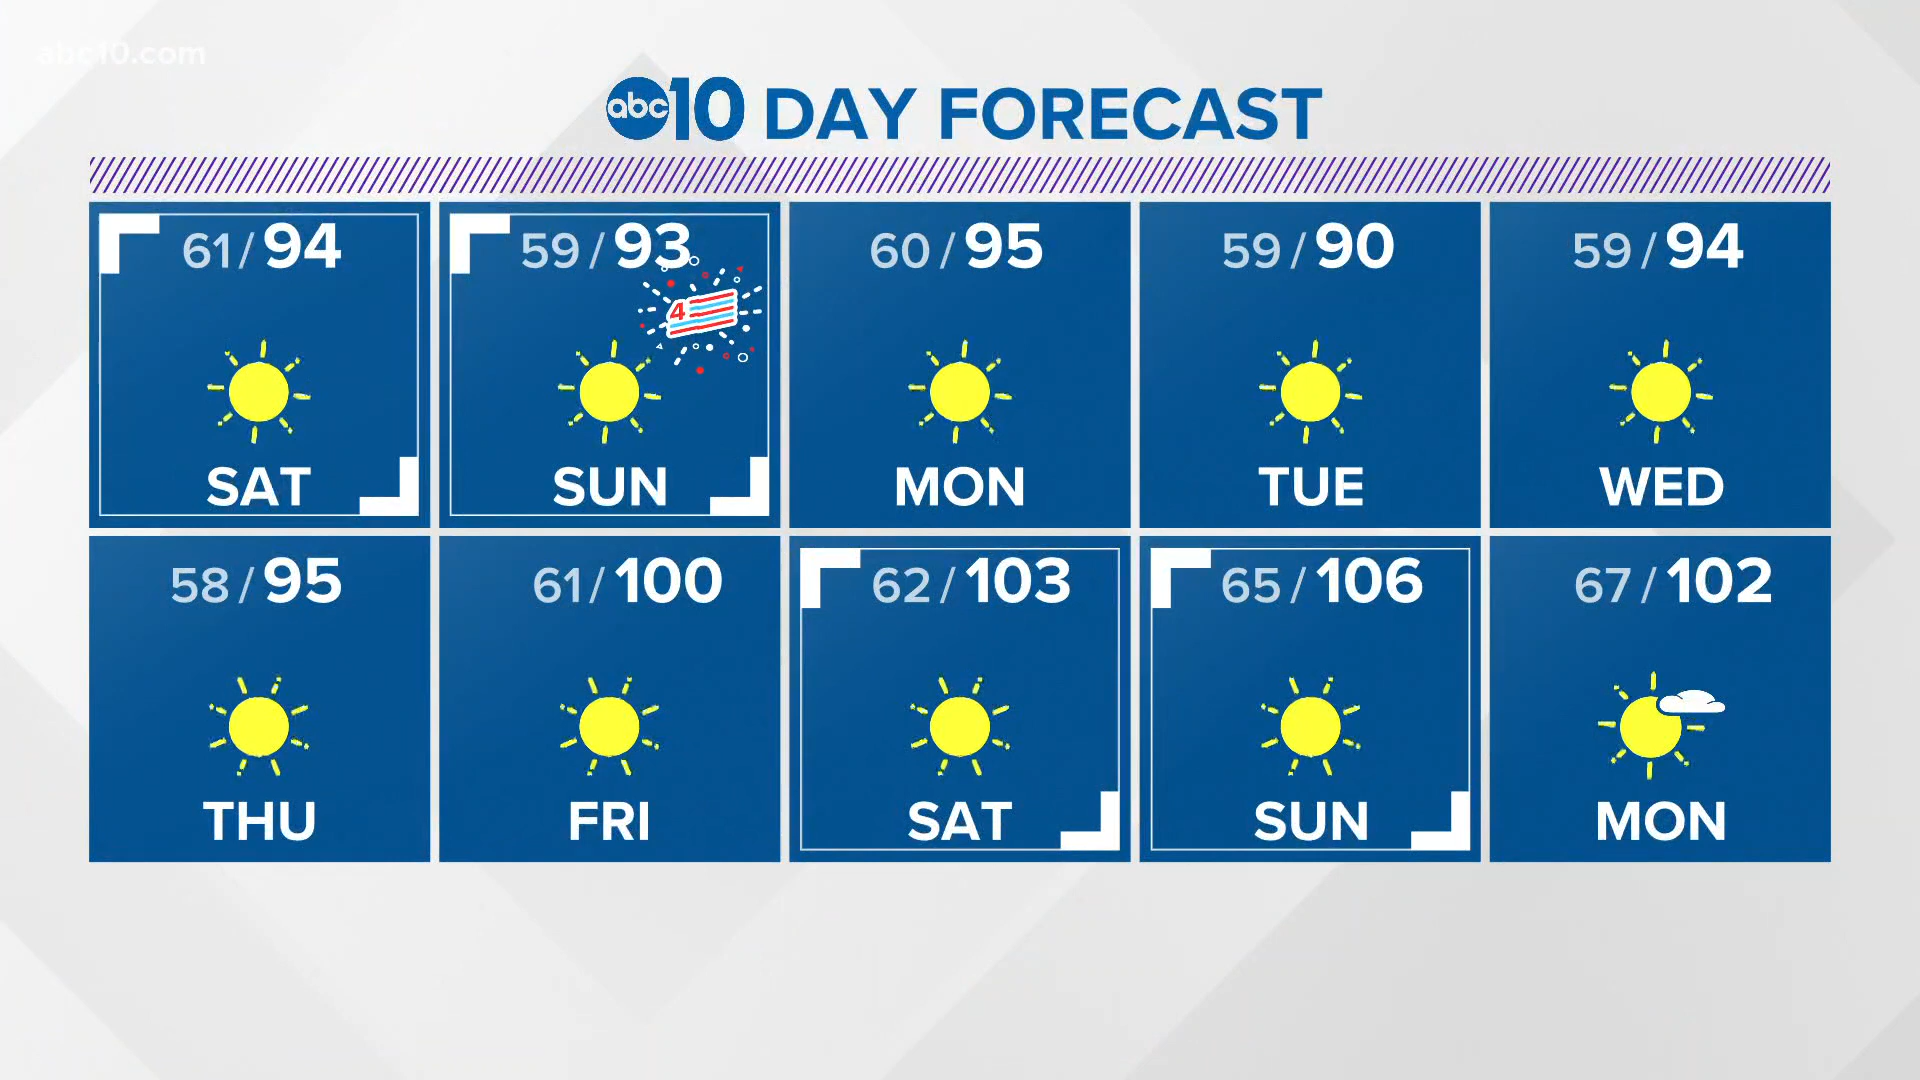 abc10.com
abc10 DAY FORECAST
61/94
59/93
60/95
59/90
59/94
4
SAT
SUN
MON
TUE
WED
58/95
61/100
62/103
65/106
67/102
THU
FRI
SAT
SUN
MON